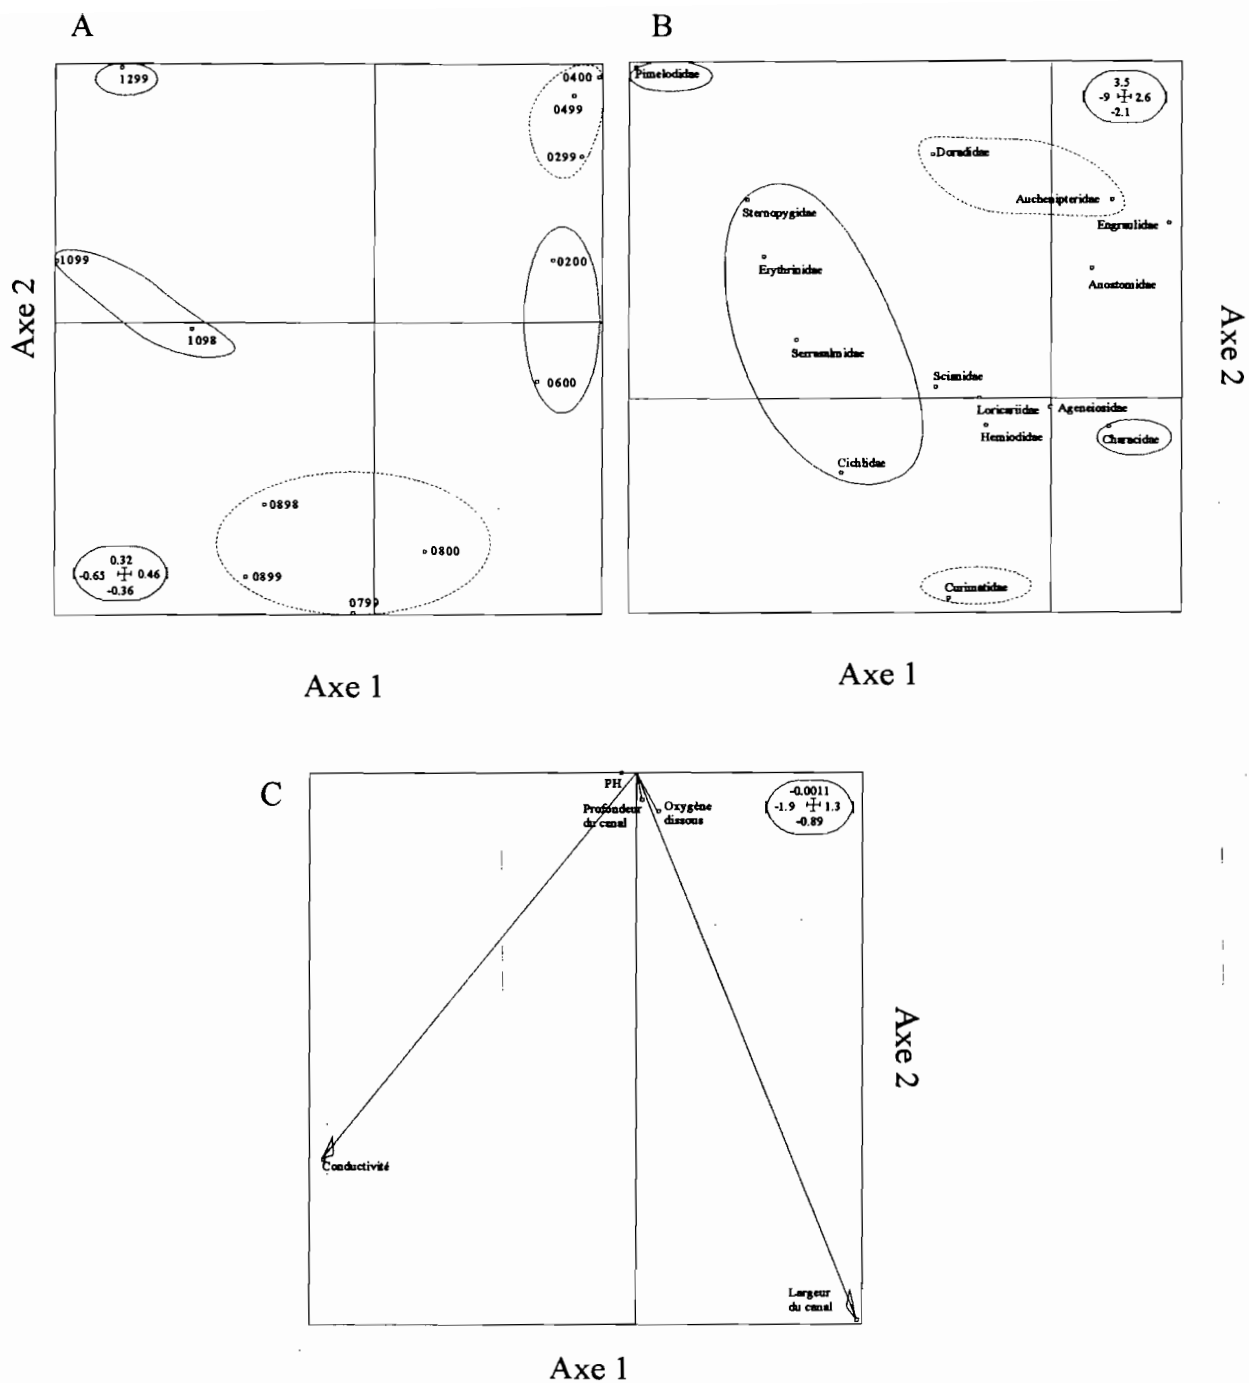 A
1299
0400
0499
0299
1099
0200
1098
0600
0898
0800
0899
0799
0.32
-0.65 0.46
-0.36
Axe 2
Axe 1
B
Pimelodidae
3.5
-9 2.6
-2.1
Doradidae
Auchenipteridae
Sternopygidae
Engraulidae
Erythrinidae
Anostomidae
Serrasalmidae
Scianidae
Loricariidae
Ageneiosidae
Hemiodidae
Characidae
Cichlidae
Curimatidae
Axe 2
Axe 1
C
PH
Profondeur
du canal
Oxygène
dissous
-0.0011
-1.9 1.3
-0.89
Conductivité
Largeur
du canal
Axe 2
Axe 1